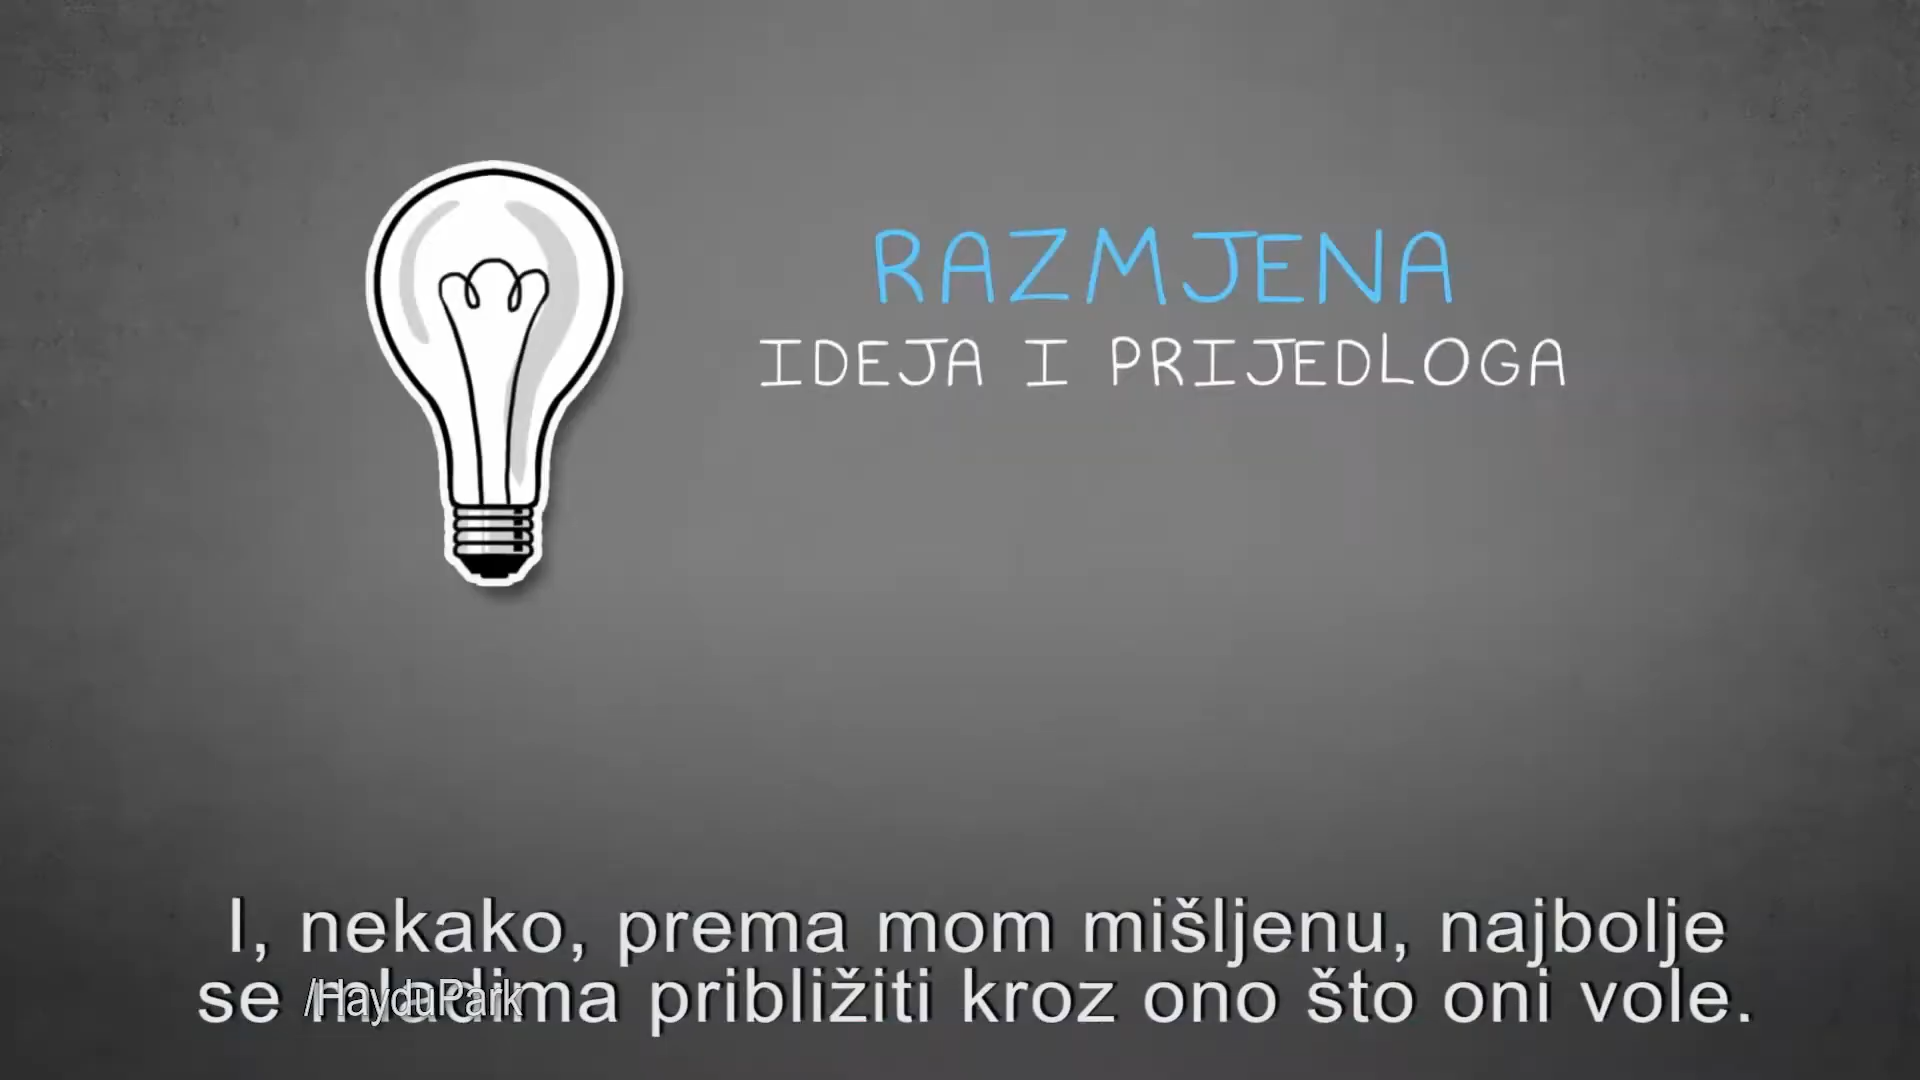 RAZMJENA
IDEJA I PRIJEDLOGA
I, nekako, prema mom mišljenu, najbolje
se mladima približiti kroz ono što oni vole.
/HayduPark